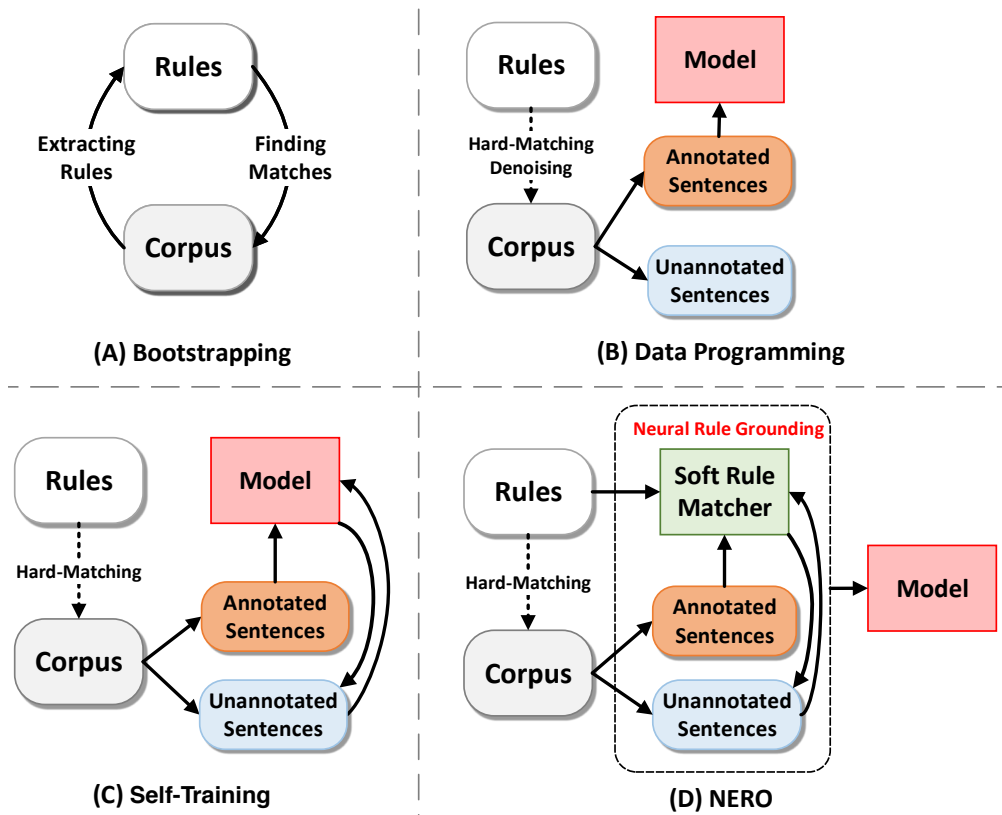 Rules
Extracting
Rules
Finding
Matches
Corpus
(A) Bootstrapping
Rules
Model
Hard-Matching
Denoising
Annotated
Sentences
Corpus
Unannotated
Sentences
(B) Data Programming
Rules
Model
Hard-Matching
Annotated
Sentences
Corpus
Unannotated
Sentences
(C) Self-Training
Neural Rule Grounding
Rules
Soft Rule
Matcher
Hard-Matching
Model
Annotated
Sentences
Corpus
Unannotated
Sentences
(D) NERO